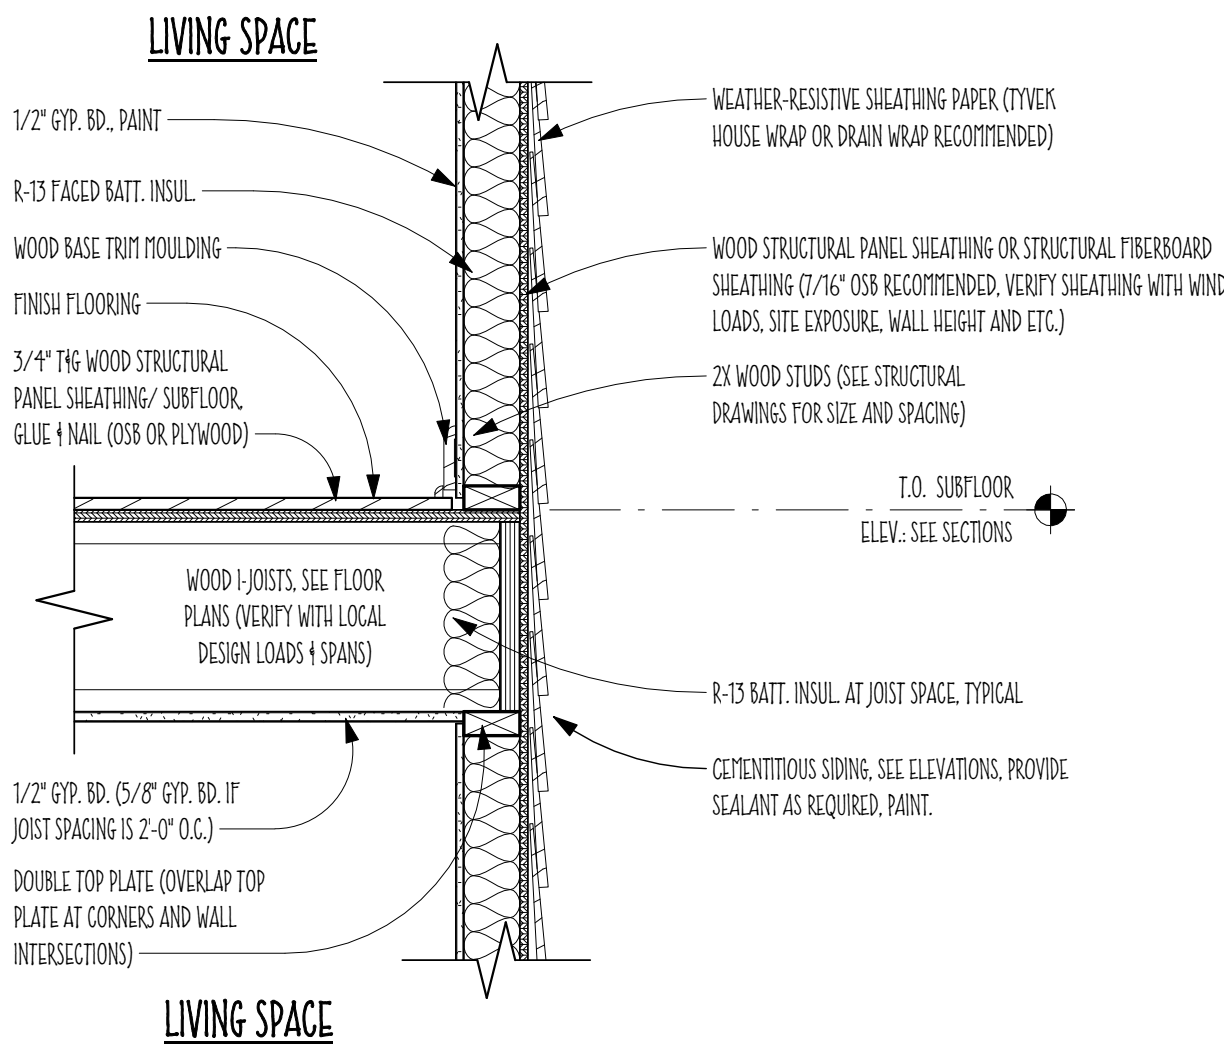 LIVING SPACE
1/2" GYP. BD., PAINT
R-13 FACED BATT. INSUL.
WOOD BASE TRIM MOULDING
FINISH FLOORING
3/4" T&G WOOD STRUCTURAL
PANEL SHEATHING/ SUBFLOOR,
GLUE & NAIL (OSB OR PLYWOOD)
WEATHER-RESISTIVE SHEATHING PAPER (TYVEK
HOUSE WRAP OR DRAIN WRAP RECOMMENDED)
WOOD STRUCTURAL PANEL SHEATHING OR STRUCTURAL FIBERBOARD
SHEATHING (7/16" OSB RECOMMENDED, VERIFY SHEATHING WITH WIND
LOADS, SITE EXPOSURE, WALL HEIGHT AND ETC.)
2X WOOD STUDS (SEE STRUCTURAL
DRAWINGS FOR SIZE AND SPACING)
T.O. SUBFLOOR
ELEV.: SEE SECTIONS
WOOD I-JOISTS, SEE FLOOR
PLANS (VERIFY WITH LOCAL
DESIGN LOADS & SPANS)
R-13 BATT. INSUL. AT JOIST SPACE, TYPICAL
CEMENTITIOUS SIDING, SEE ELEVATIONS, PROVIDE
SEALANT AS REQUIRED, PAINT.
1/2" GYP. BD. (5/8" GYP. BD. IF
JOIST SPACING IS 2'-0" O.C.)
DOUBLE TOP PLATE (OVERLAP TOP
PLATE AT CORNERS AND WALL
INTERSECTIONS)
LIVING SPACE